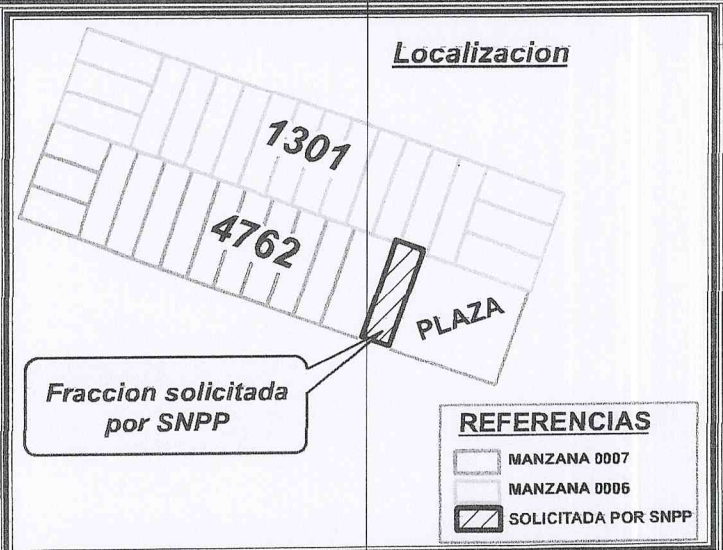 Localizacion
1301
4762
PLAZA
Fraccion solicitada
por SNPP
REFERENCIAS
MANZANA 0007
MANZANA 0006
SOLICITADA POR SNPP